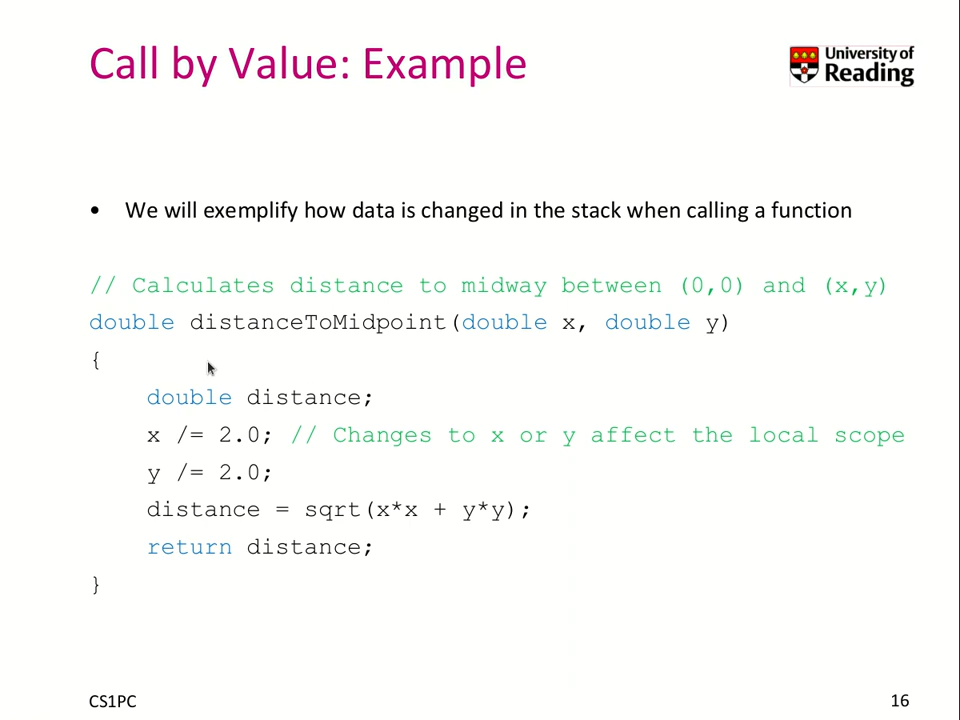 Call by Value: Example
University of
Reading
• We will exemplify how data is changed in the stack when calling a function
// Calculates distance to midway between (0,0) and (x,y)
double distanceToMidpoint(double x, double y)
{
    double distance;
    x /= 2.0; // Changes to x or y affect the local scope
    y /= 2.0;
    distance = sqrt(x*x + y*y);
    return distance;
}
CS1PC
16